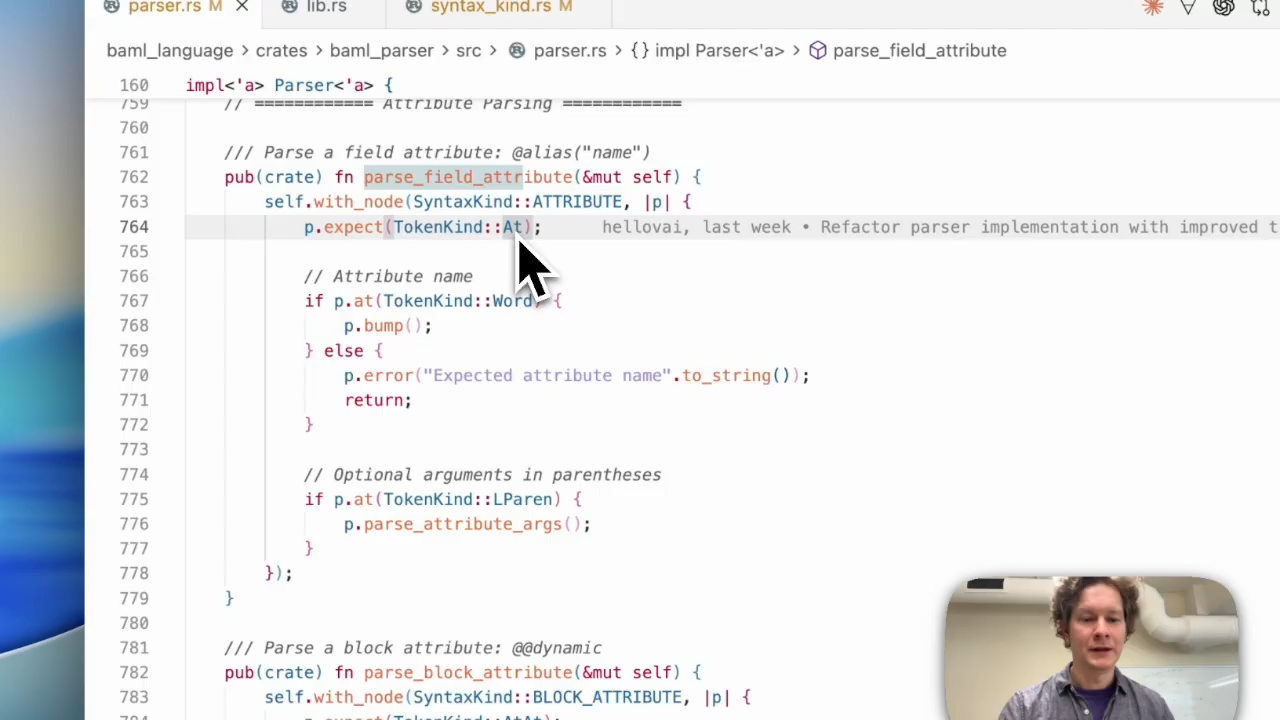 parser.rs M lib.rs syntax_kind.rs M
baml_language > crates > baml_parser > src > parser.rs > {} impl Parser<'a> > parse_field_attribute
160 impl<'a> Parser<'a> {
759 // ============ Attribute Parsing ============
760
761 /// Parse a field attribute: @alias("name")
762 pub(crate) fn parse_field_attribute(&mut self) {
763 self.with_node(SyntaxKind::ATTRIBUTE, |p| {
764 p.expect(TokenKind::At); hellovai, last week • Refactor parser implementation with improved t
765
766 // Attribute name
767 if p.at(TokenKind::Word) {
768 p.bump();
769 } else {
770 p.error("Expected attribute name".to_string());
771 return;
772 }
773
774 // Optional arguments in parentheses
775 if p.at(TokenKind::LParen) {
776 p.parse_attribute_args();
777 }
778 });
779 }
780
781 /// Parse a block attribute: @@dynamic
782 pub(crate) fn parse_block_attribute(&mut self) {
783 self.with_node(SyntaxKind::BLOCK_ATTRIBUTE, |p| {
784 p.expect(TokenKind::AtAt);